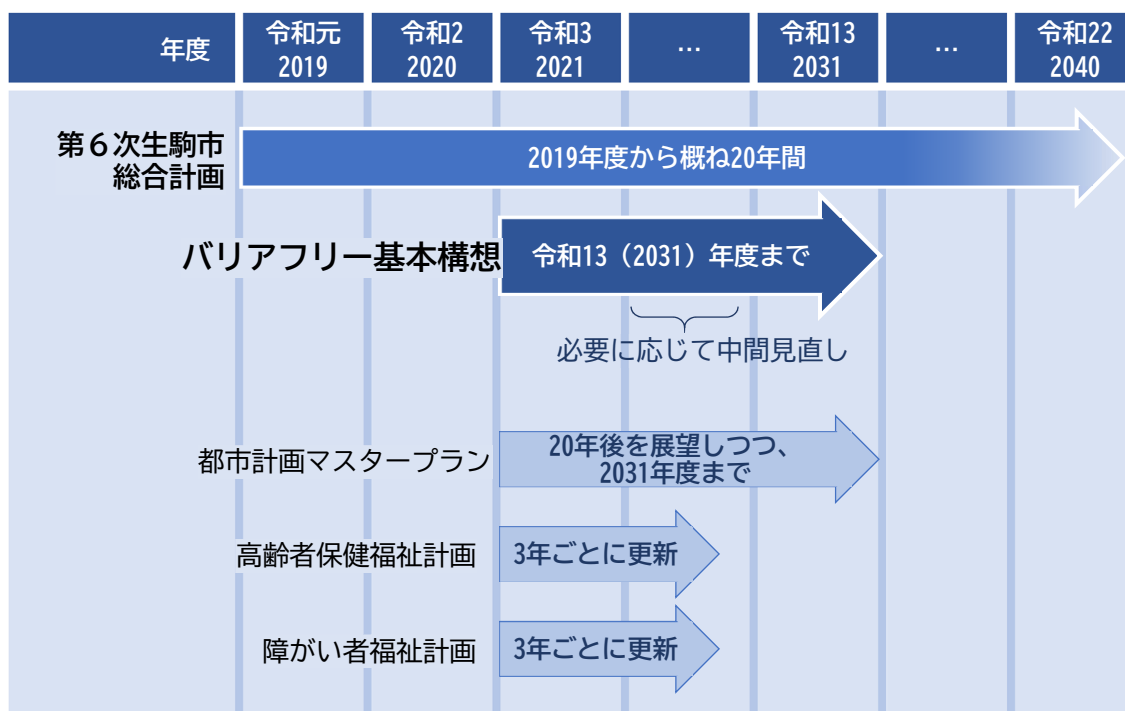 年度
令和元
2019
令和2
2020
令和3
2021
…
令和13
2031
…
令和22
2040
第６次生駒市
総合計画
2019年度から概ね20年間
バリアフリー基本構想
令和13（2031）年度まで
必要に応じて中間見直し
都市計画マスタープラン
20年後を展望しつつ、
2031年度まで
高齢者保健福祉計画
3年ごとに更新
障がい者福祉計画
3年ごとに更新